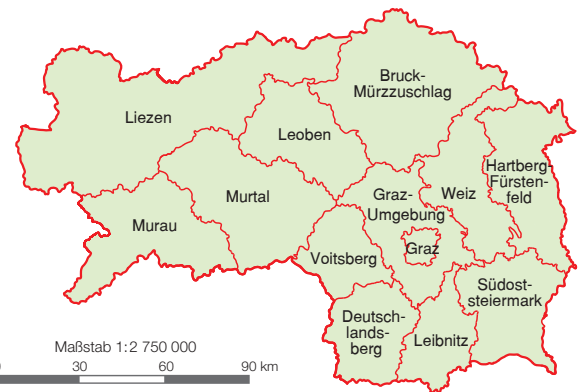 Bruck-
Mürzzuschlag
Liezen
Leoben
Hartberg-
Fürsten-
feld
Murtal
Graz-
Umgebung
Weiz
Murau
Graz
Voitsberg
Südost-
steiermark
Deutsch-
lands-
berg
Leibnitz
Maßstab 1:2 750 000
0 30 60 90 km